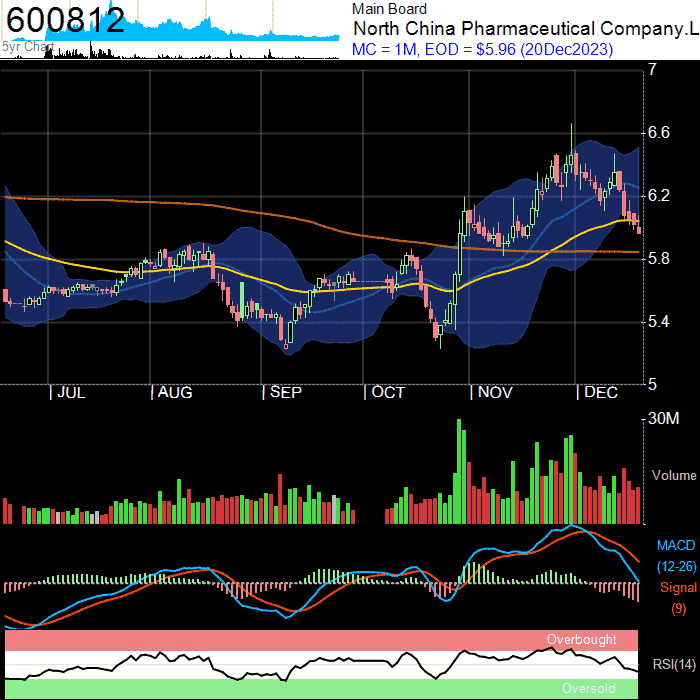 600812
5yr Chart
Main Board
North China Pharmaceutical Company.L
MC = 1M, EOD = $5.96 (20Dec2023)
7
6.6
6.2
5.8
5.4
5
JUL
AUG
SEP
OCT
NOV
DEC
30M
Volume
MACD
(12-26)
Signal
(9)
Overbought
RSI(14)
Oversold